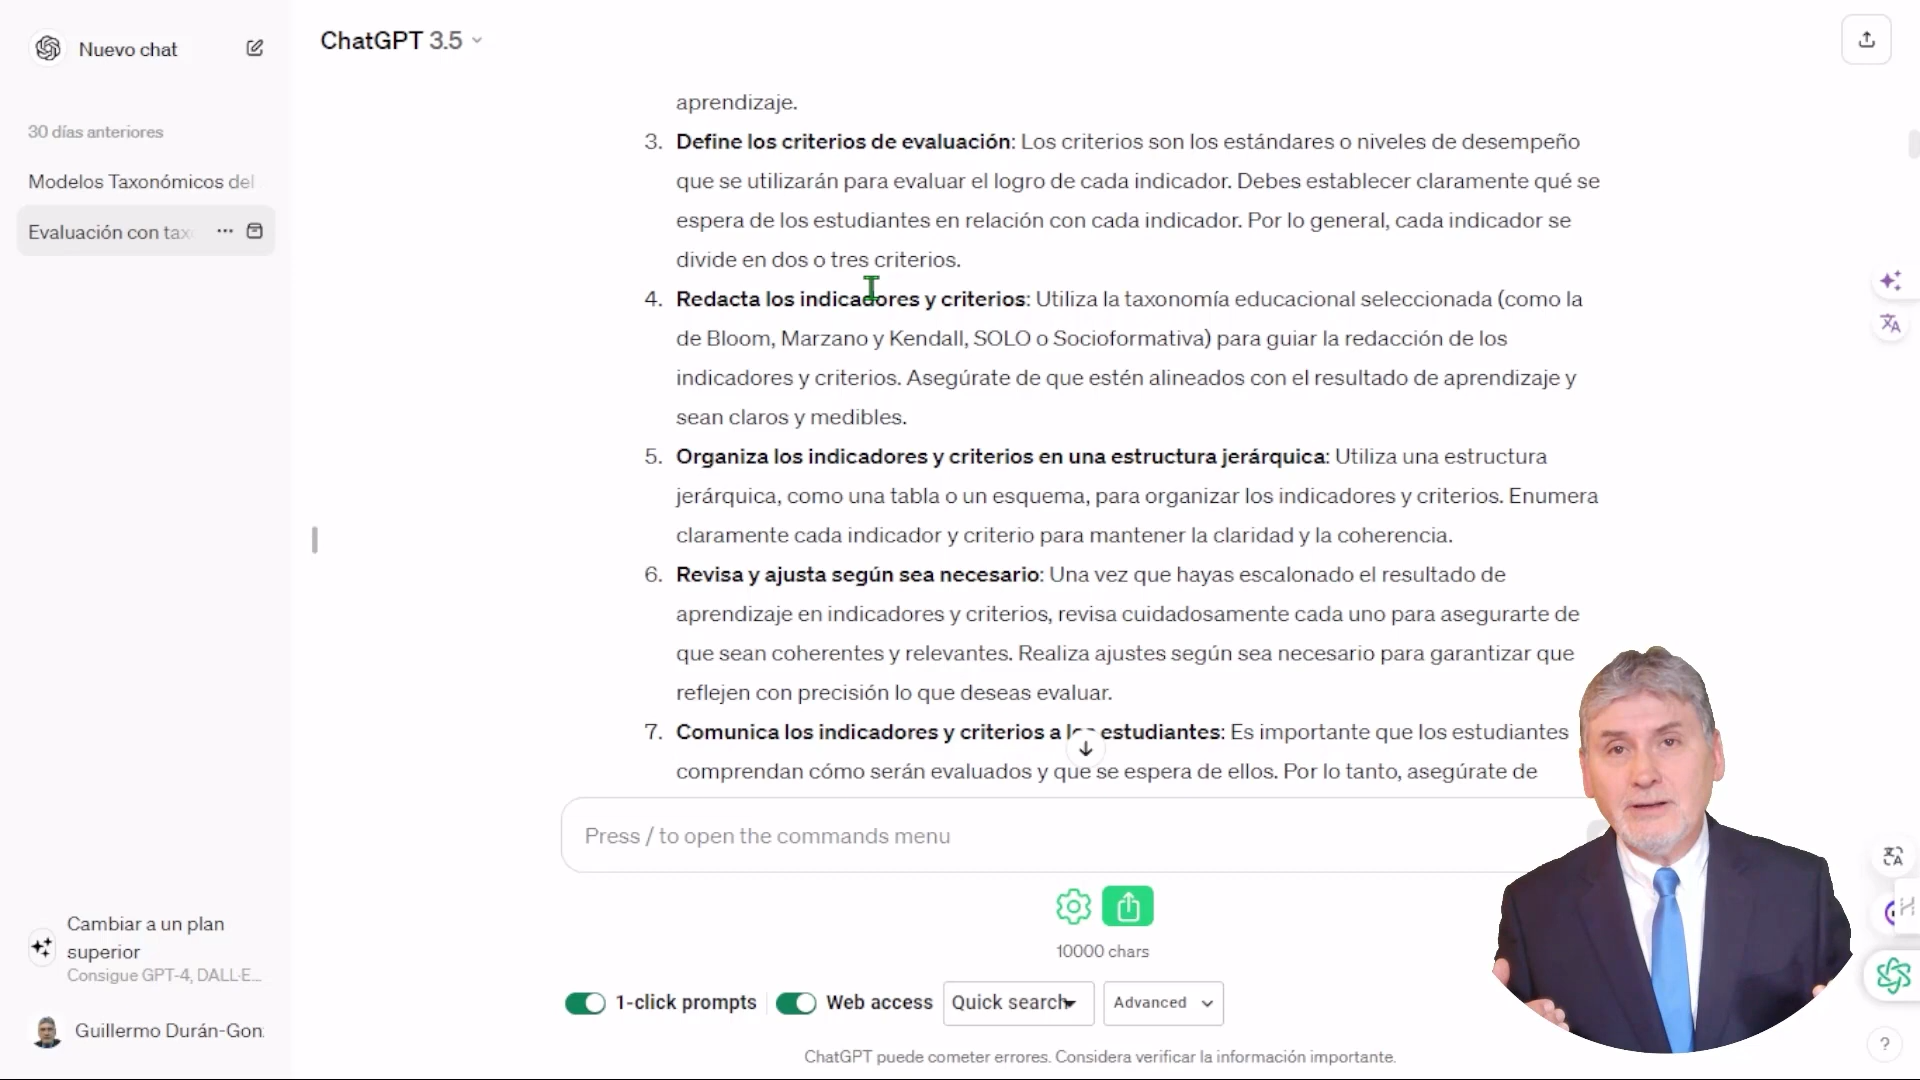 Nuevo chat
ChatGPT 3.5
30 días anteriores
Modelos Taxonómicos del
Evaluación con tax
aprendizaje.
3. Define los criterios de evaluación: Los criterios son los estándares o niveles de desempeño
que se utilizarán para evaluar el logro de cada indicador. Debes establecer claramente qué se
espera de los estudiantes en relación con cada indicador. Por lo general, cada indicador se
divide en dos o tres criterios.
4. Redacta los indicadores y criterios: Utiliza la taxonomía educacional seleccionada (como la
de Bloom, Marzano y Kendall, SOLO o Socioformativa) para guiar la redacción de los
indicadores y criterios. Asegúrate de que estén alineados con el resultado de aprendizaje y
sean claros y medibles.
5. Organiza los indicadores y criterios en una estructura jerárquica: Utiliza una estructura
jerárquica, como una tabla o un esquema, para organizar los indicadores y criterios. Enumera
claramente cada indicador y criterio para mantener la claridad y la coherencia.
6. Revisa y ajusta según sea necesario: Una vez que hayas escalonado el resultado de
aprendizaje en indicadores y criterios, revisa cuidadosamente cada uno para asegurarte de
que sean coherentes y relevantes. Realiza ajustes según sea necesario para garantizar que
reflejen con precisión lo que deseas evaluar.
7. Comunica los indicadores y criterios a los estudiantes: Es importante que los estudiantes
comprendan cómo serán evaluados y qué se espera de ellos. Por lo tanto, asegúrate de
Press / to open the commands menu
10000 chars
1-click prompts
Web access
Quick search
Advanced
ChatGPT puede cometer errores. Considera verificar la información importante.
Cambiar a un plan
superior
Consigue GPT-4, DALL·E...
Guillermo Durán-Gon
?